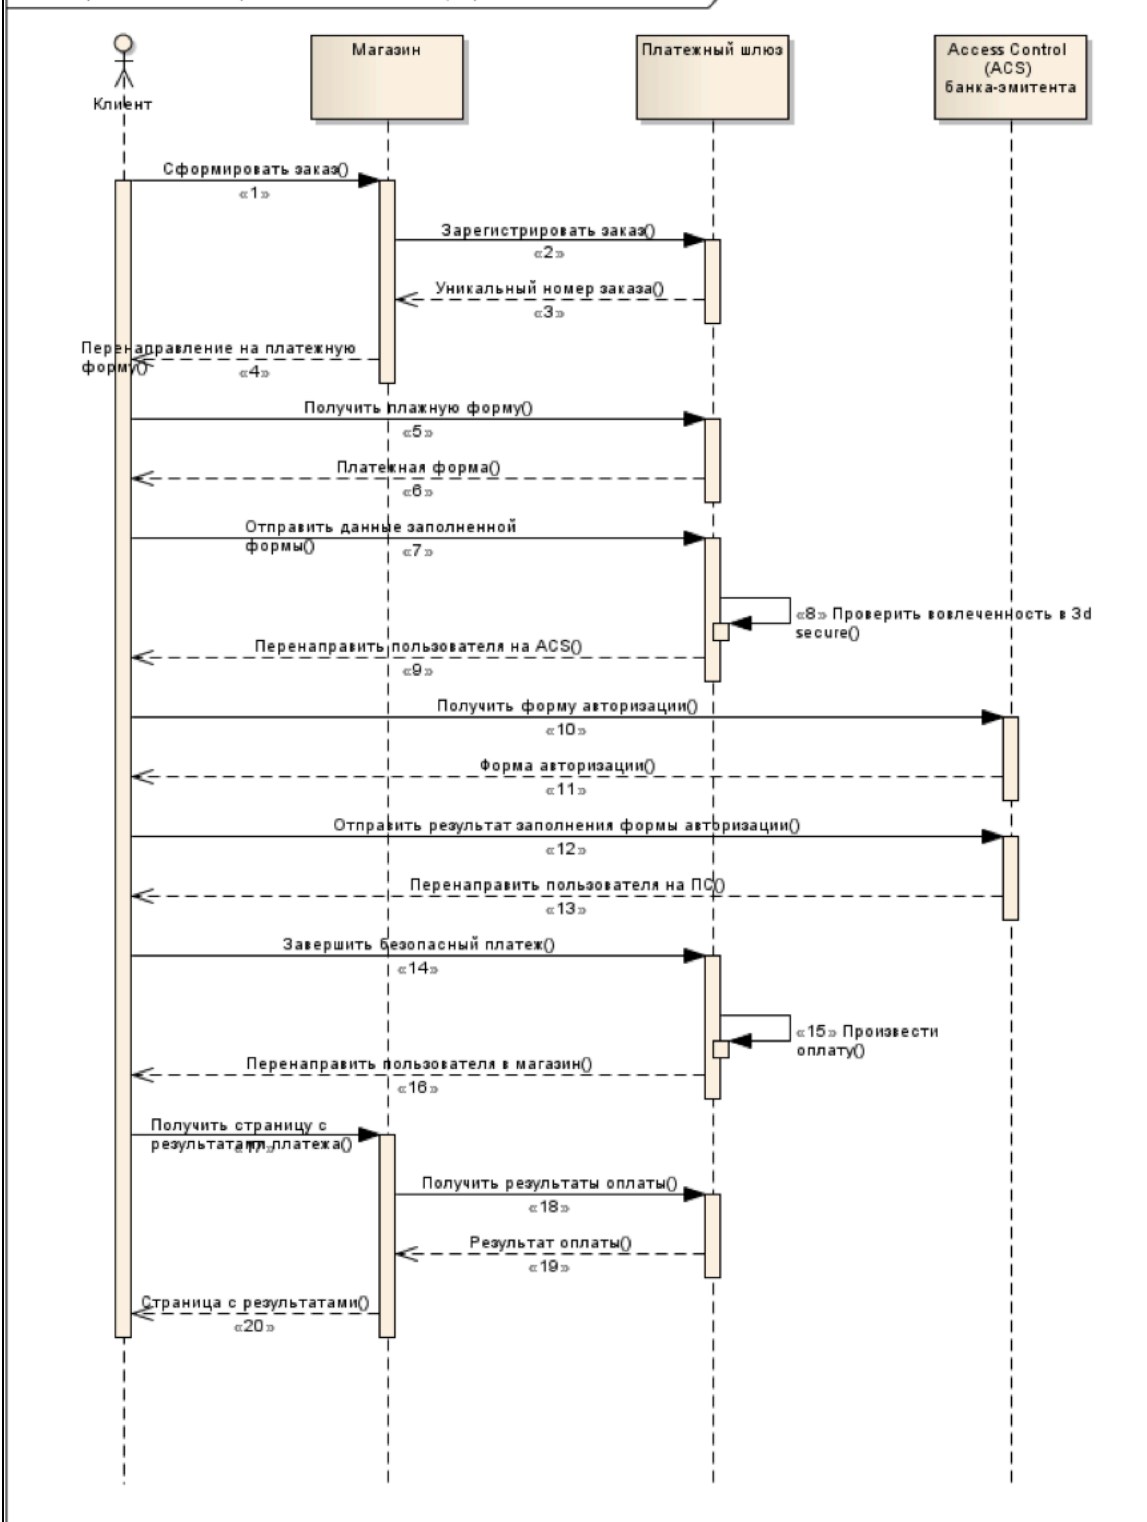 Клиент
Магазин
Платежный шлюз
Access Control
(ACS)
банка-эмитента
Сформировать заказ()
«1»
Зарегистрировать заказ()
«2»
Уникальный номер заказа()
«3»
Перенаправление на платежную
форму()
«4»
Получить плажную форму()
«5»
Платежная форма()
«6»
Отправить данные заполненной
формы()
«7»
«8» Проверить вовлеченность в 3d
secure()
Перенаправить пользователя на ACS()
«9»
Получить форму авторизации()
«10»
Форма авторизации()
«11»
Отправить результат заполнения формы авторизации()
«12»
Перенаправить пользователя на ПС()
«13»
Завершить безопасный платеж()
«14»
«15» Произвести
оплату()
Перенаправить пользователя в магазин()
«16»
Получить страницу с
результатами платежа()
«17»
Получить результаты оплаты()
«18»
Результат оплаты()
«19»
Страница с результатами()
«20»